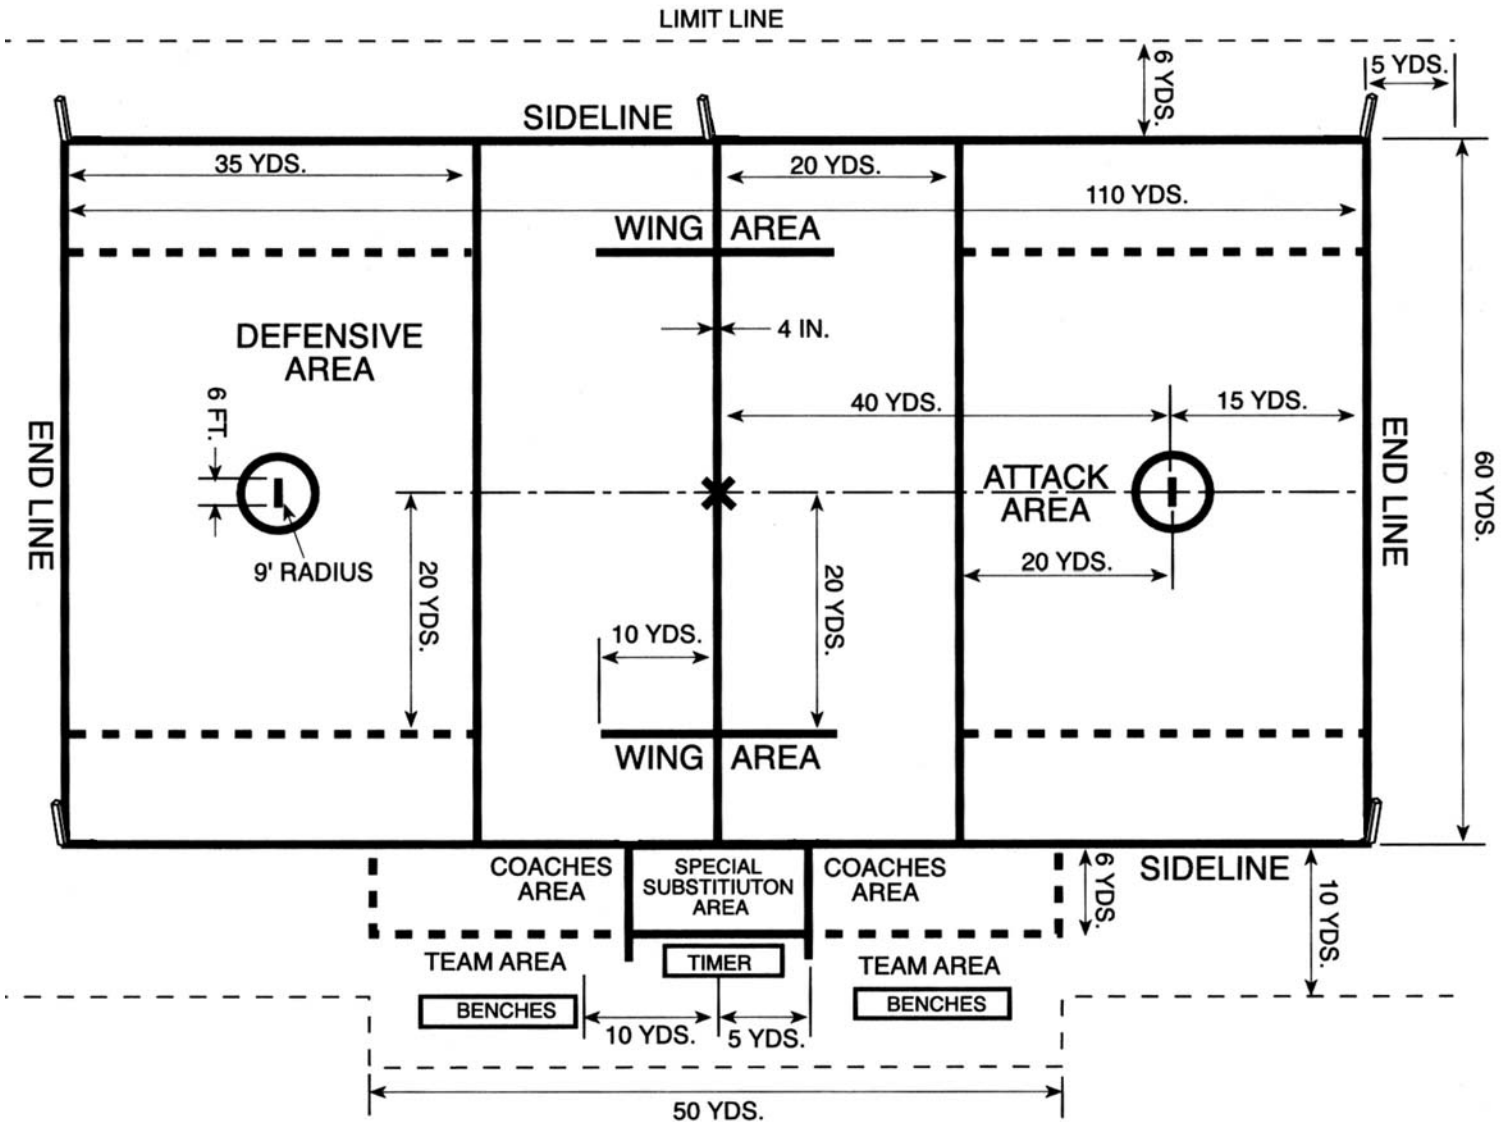 LIMIT LINE
6 YDS.
5 YDS.
SIDELINE
35 YDS.
20 YDS.
110 YDS.
WING AREA
DEFENSIVE
AREA
4 IN.
6 FT.
40 YDS.
15 YDS.
END LINE
END LINE
60 YDS.
ATTACK
AREA
9' RADIUS
20 YDS.
20 YDS.
20 YDS.
10 YDS.
WING AREA
COACHES
AREA
SPECIAL
SUBSTITIUTON
AREA
COACHES
AREA
6 YDS.
SIDELINE
10 YDS.
TEAM AREA
TIMER
TEAM AREA
BENCHES
BENCHES
10 YDS.
5 YDS.
50 YDS.